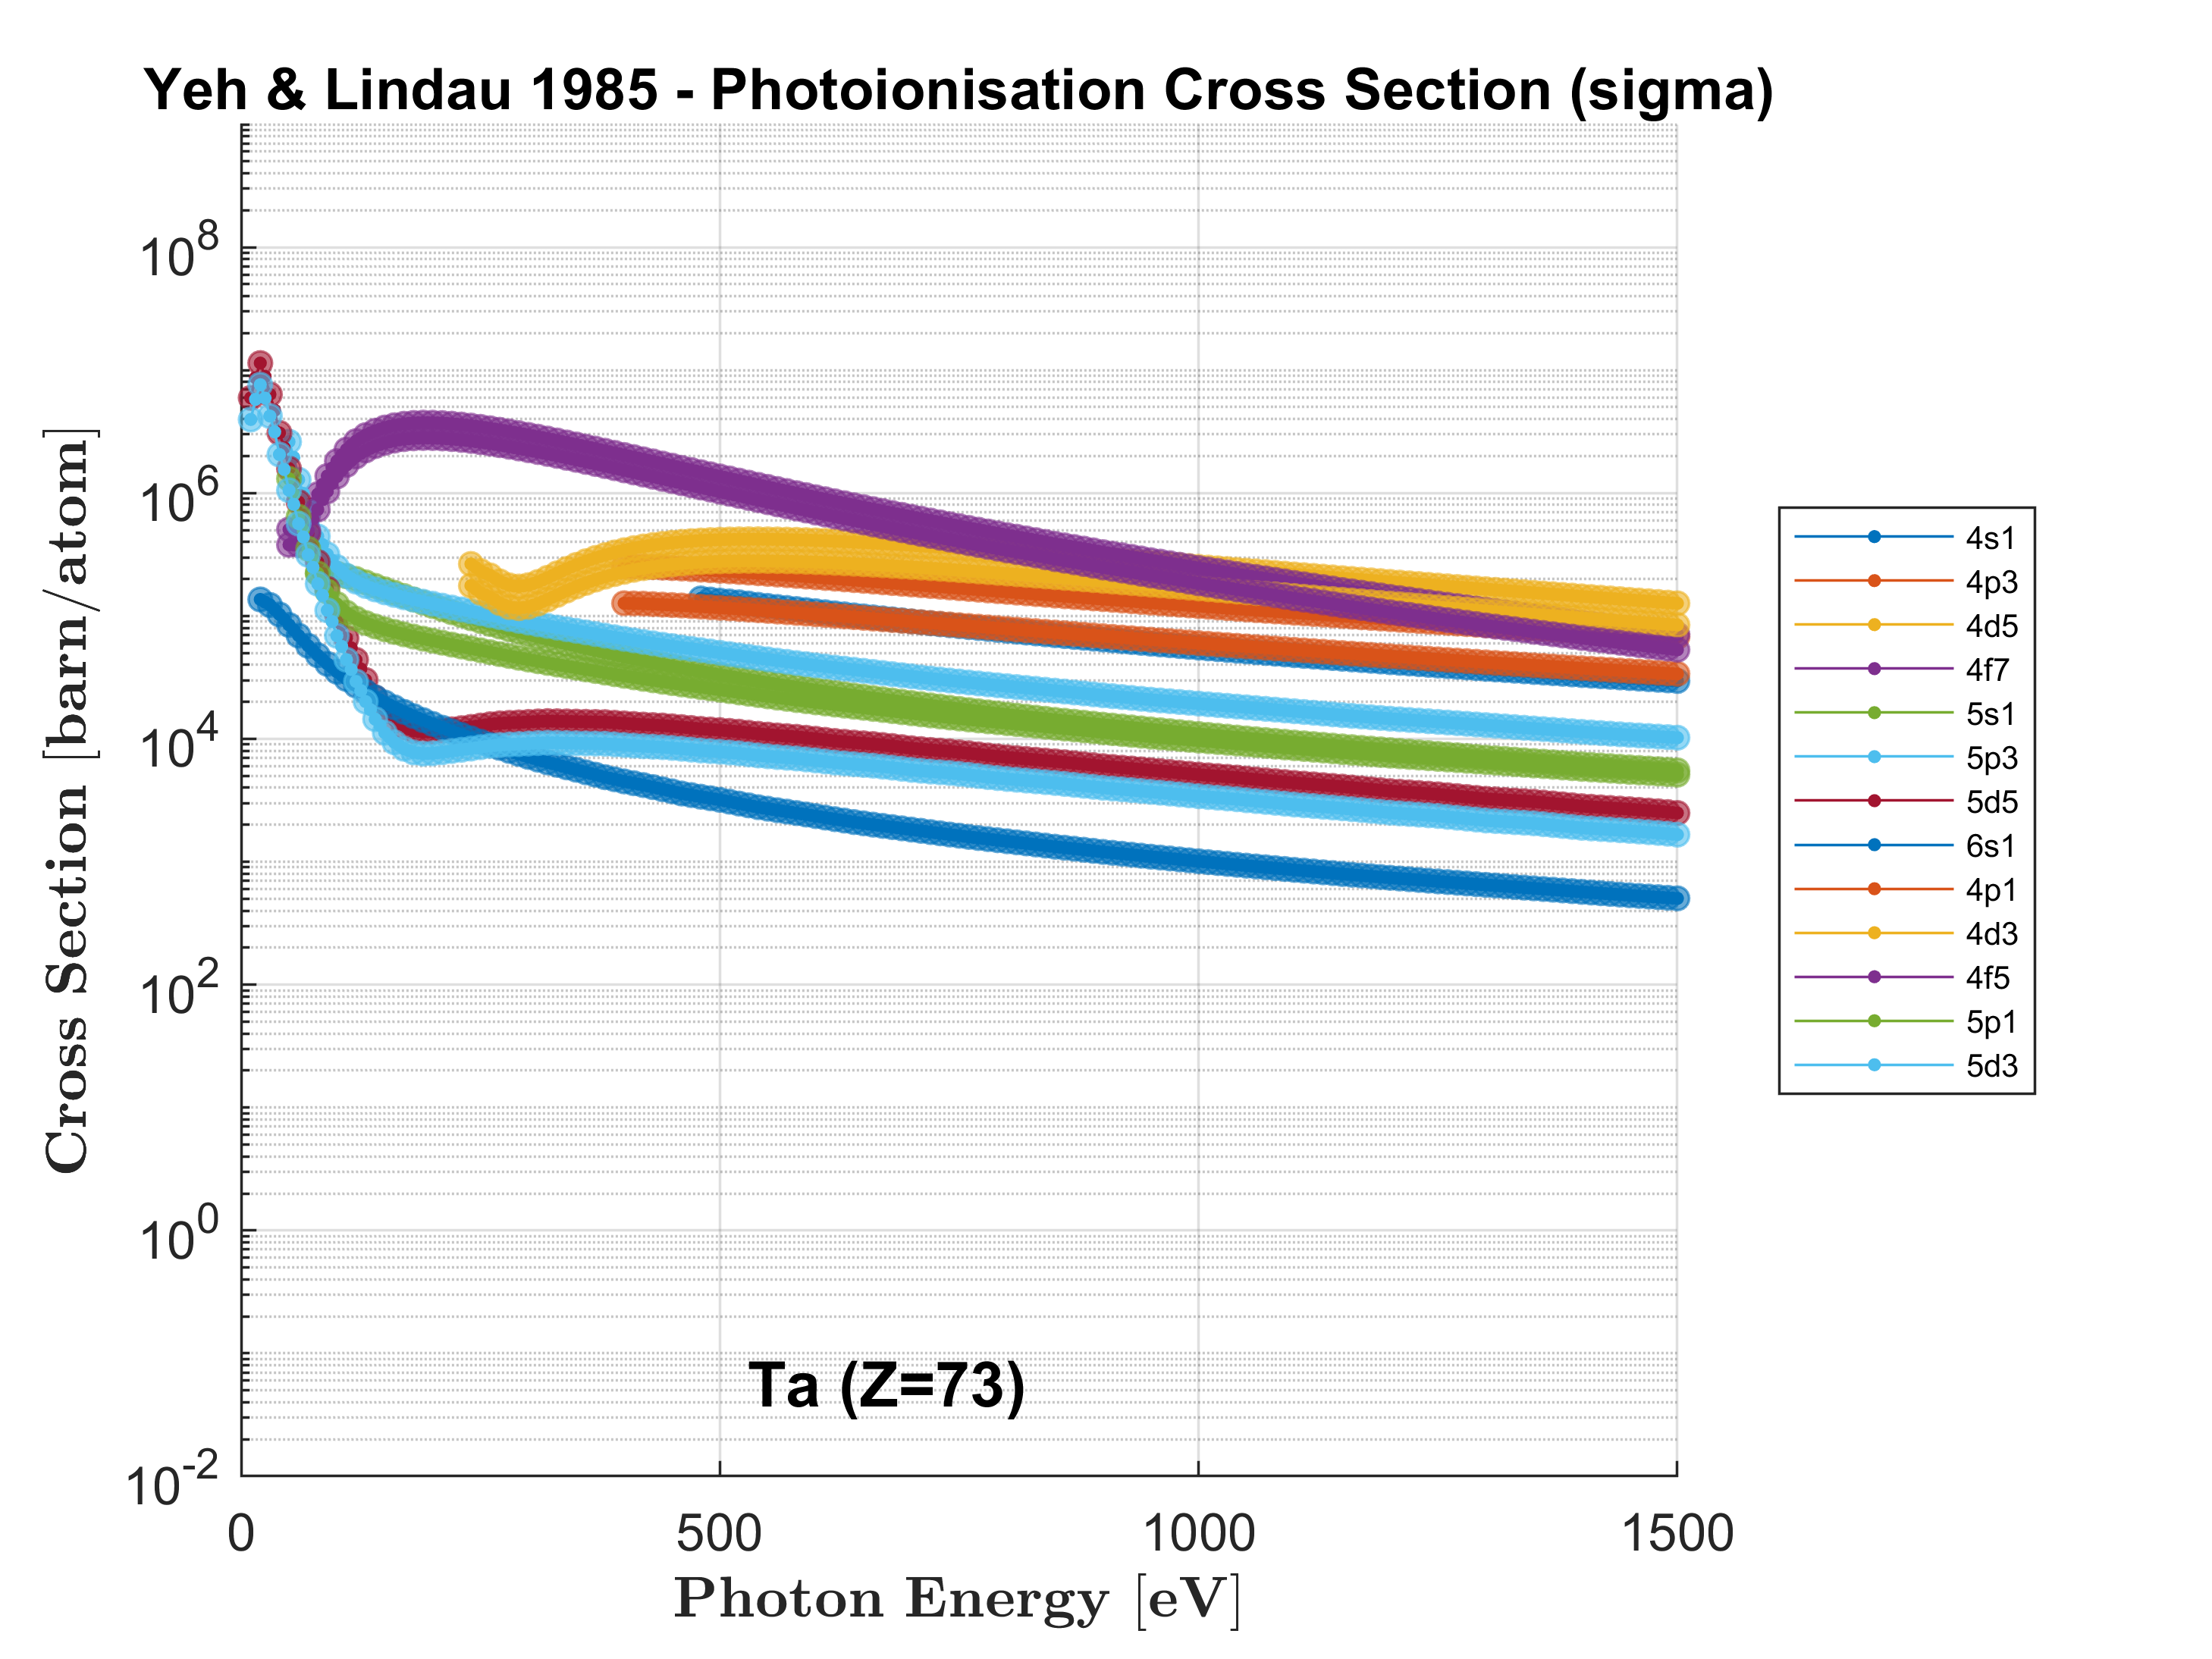 Yeh & Lindau 1985 - Photoionisation Cross Section (sigma)
Cross Section [barn/atom]
10^8
10^6
10^4
10^2
10^0
10^-2
0 500 1000 1500
Photon Energy [eV]
Ta (Z=73)
4s1
4p3
4d5
4f7
5s1
5p3
5d5
6s1
4p1
4d3
4f5
5p1
5d3